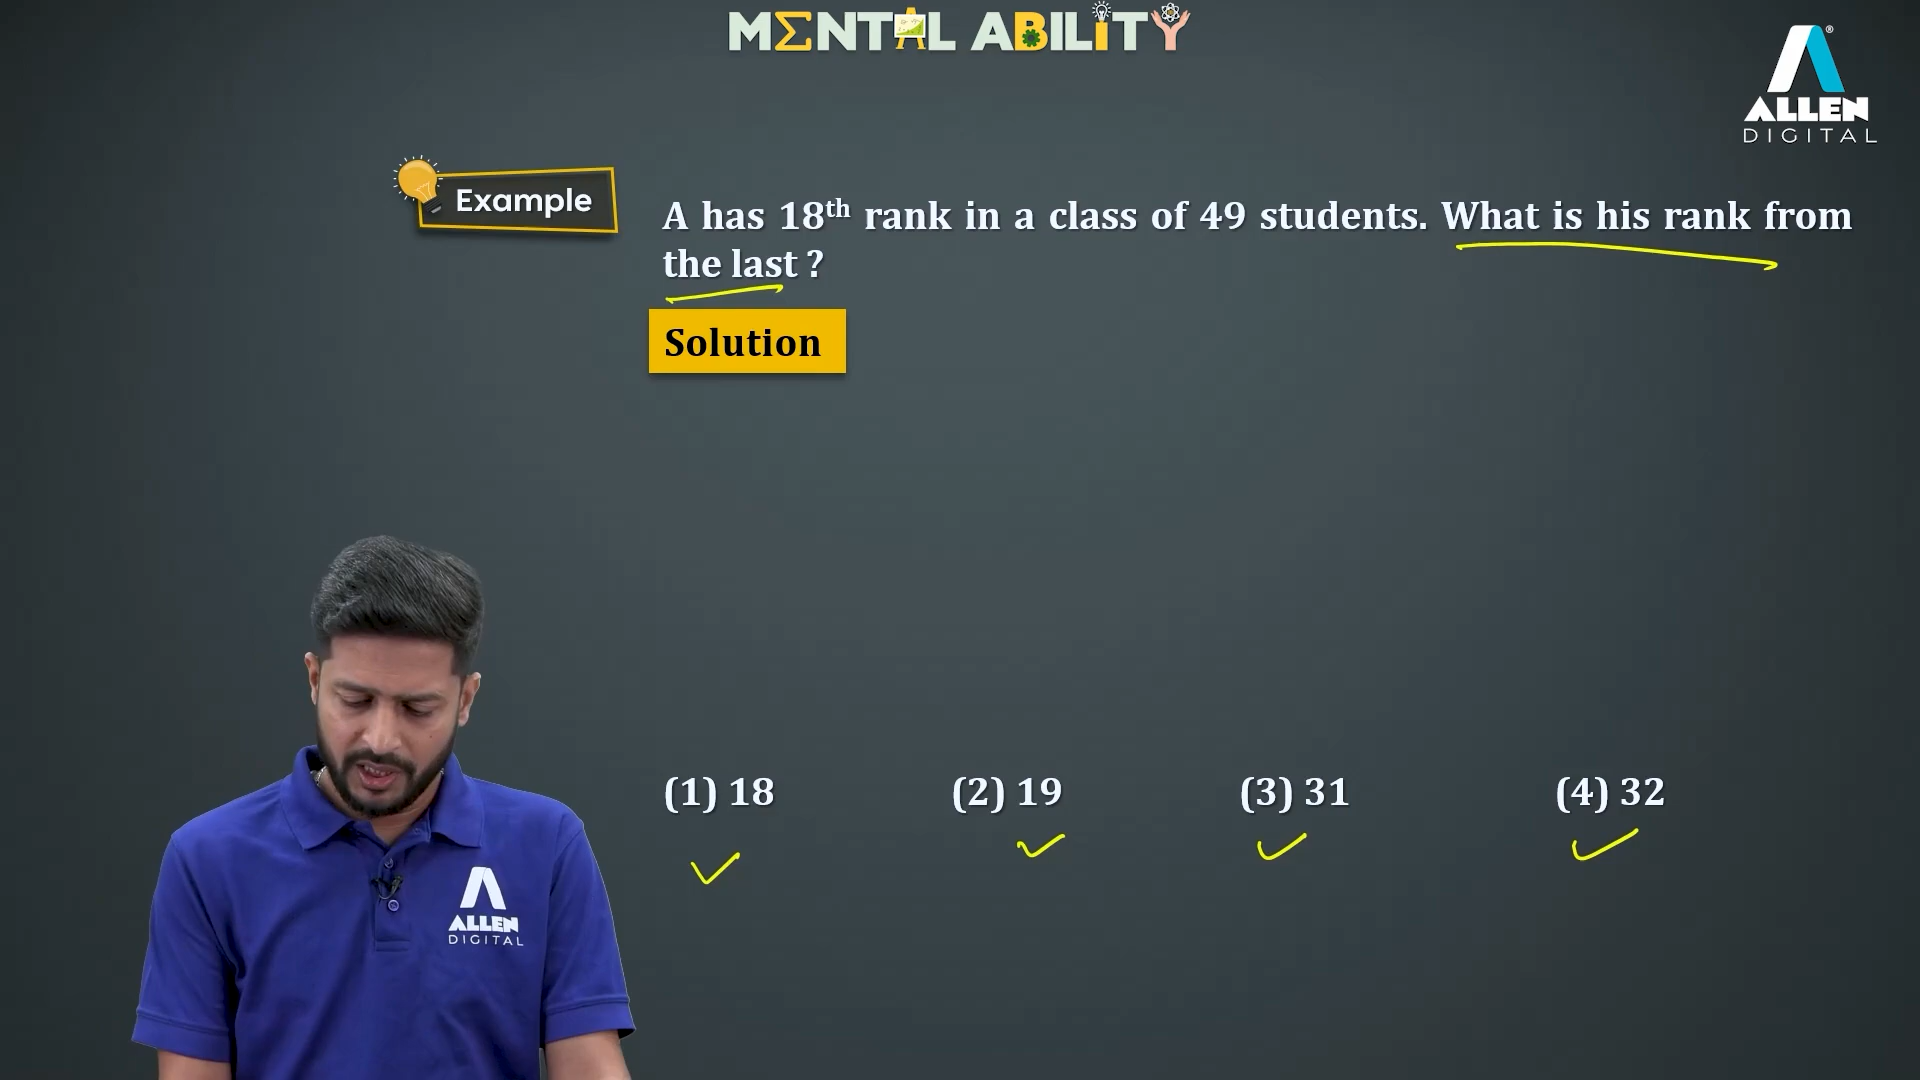 MΣNTAL ABILITY
ALLEN
DIGITAL
Example
A has 18th rank in a class of 49 students. What is his rank from
the last ?
Solution
(1) 18 (2) 19 (3) 31 (4) 32
ALLEN
DIGITAL